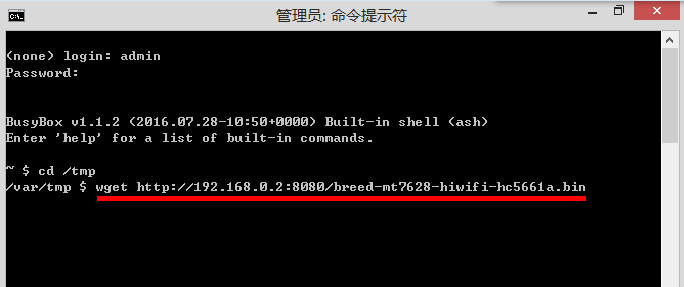 管理员: 命令提示符
(none) login: admin
Password:
BusyBox v1.1.2 (2016.07.28-10:50+0000) Built-in shell (ash)
Enter 'help' for a list of built-in commands.
~ $ cd /tmp
/var/tmp $ wget http://192.168.0.2:8080/breed-mt7628-hiwifi-hc5661a.bin